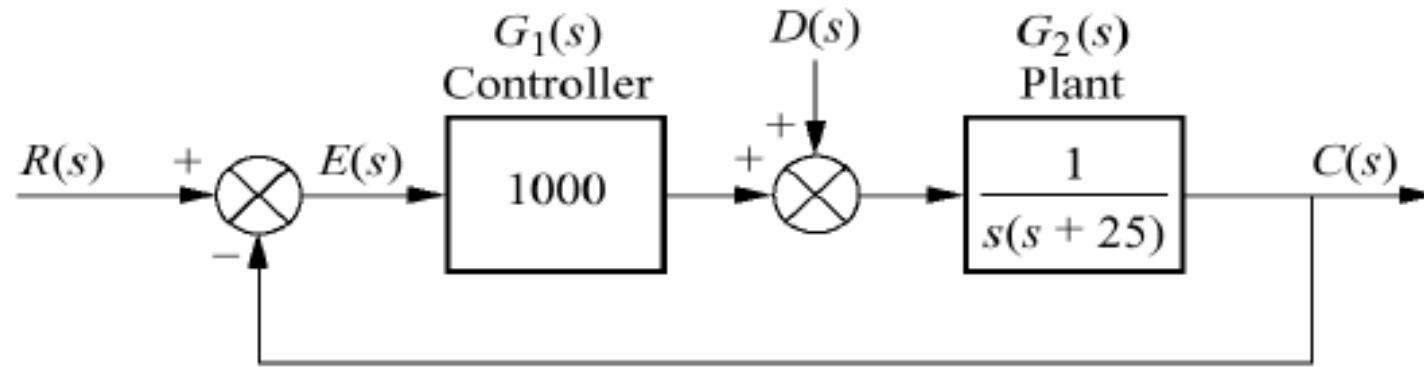 G₁(s)
Controller
D(s)
G₂(s)
Plant
R(s)
+
−
E(s)
1000
+
+
1
s(s + 25)
C(s)